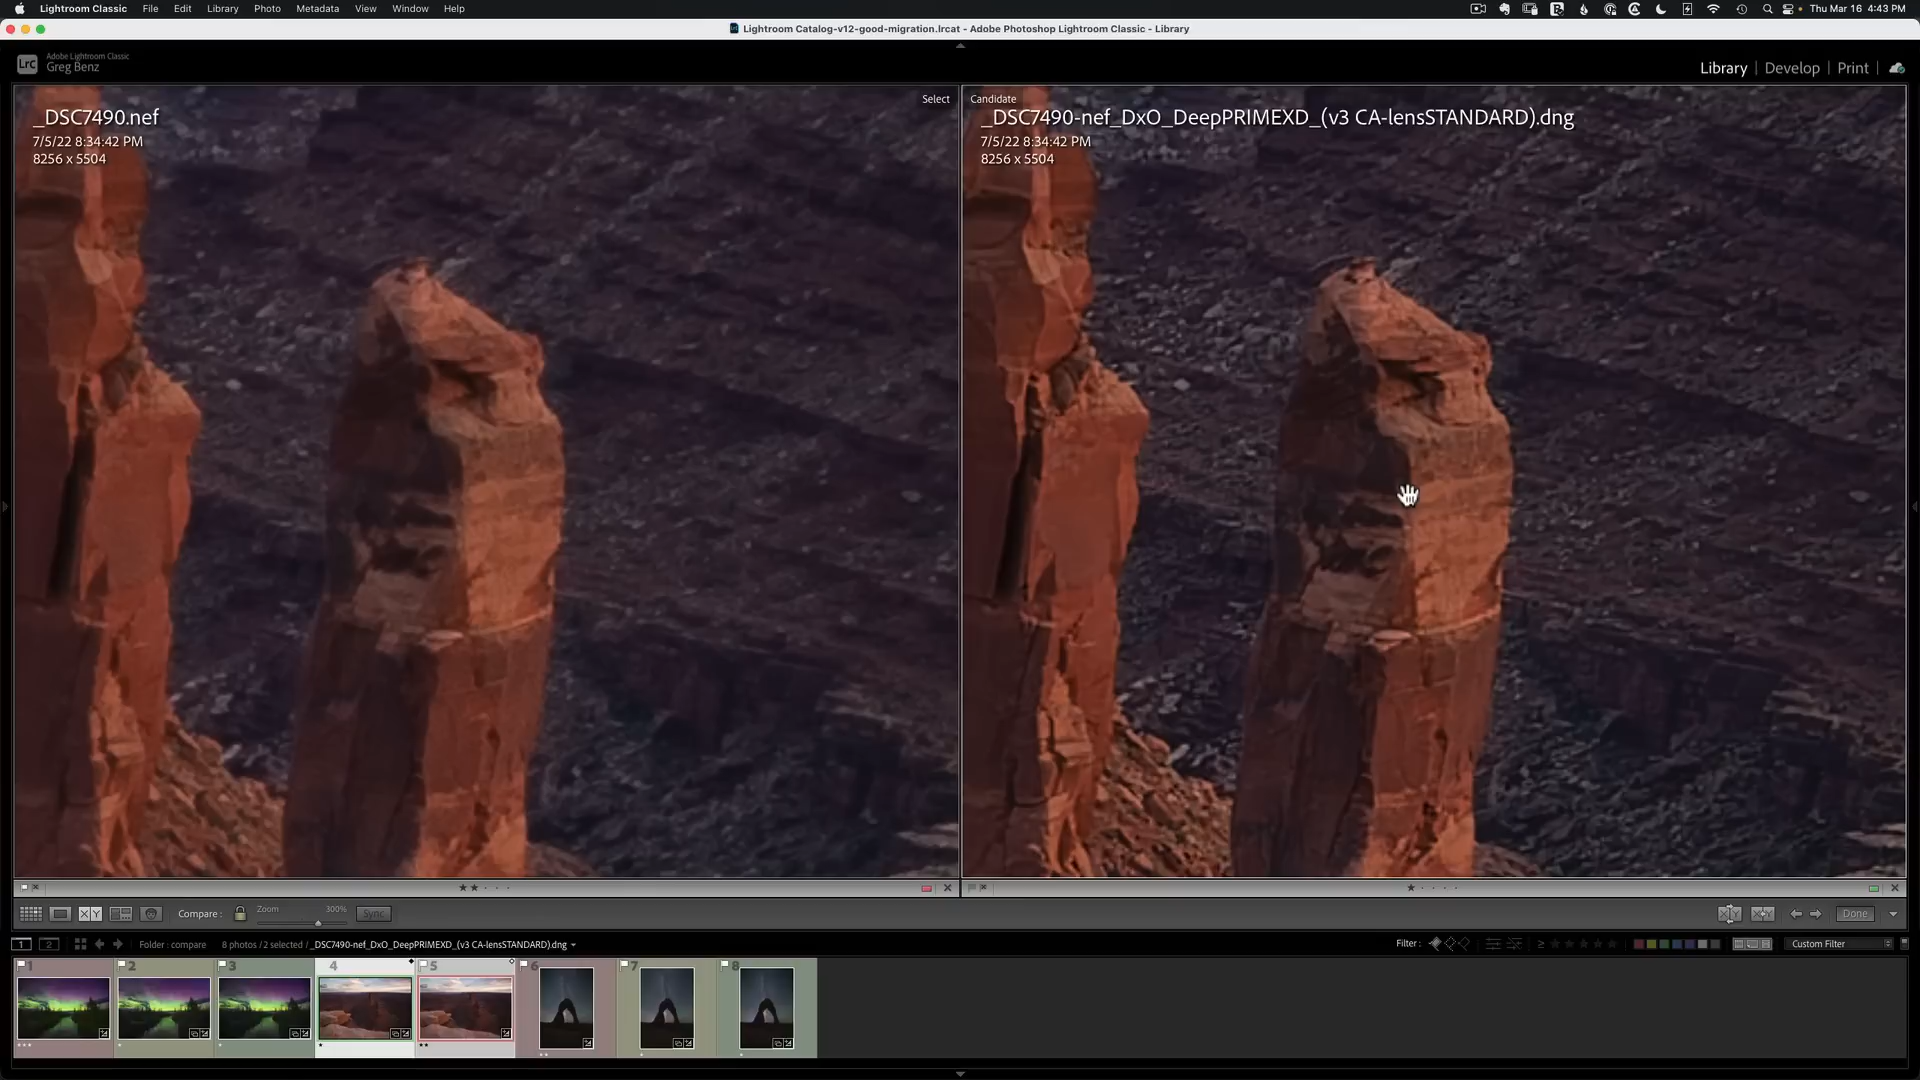 Lightroom Classic File Edit Library Photo Metadata View Window Help Thu Mar 16 4:43 PM
Lightroom Catalog-v12-good-migration.lrcat - Adobe Photoshop Lightroom Classic - Library
Lrc Adobe Lightroom Classic
Greg Benz
Library | Develop | Print |
Select
_DSC7490.nef
7/5/22 8:34:42 PM
8256 x 5504
Candidate
_DSC7490-nef_DxO_DeepPRIMEXD_(v3 CA-lensSTANDARD).dng
7/5/22 8:34:42 PM
8256 x 5504
XY Compare : Zoom 300% Sync Done
1 2 Folder : compare 8 photos / 2 selected / _DSC7490-nef_DxO_DeepPRIMEXD_(v3 CA-lensSTANDARD).dng Filter : Custom Filter
1 2 3 4 5 6 7 8